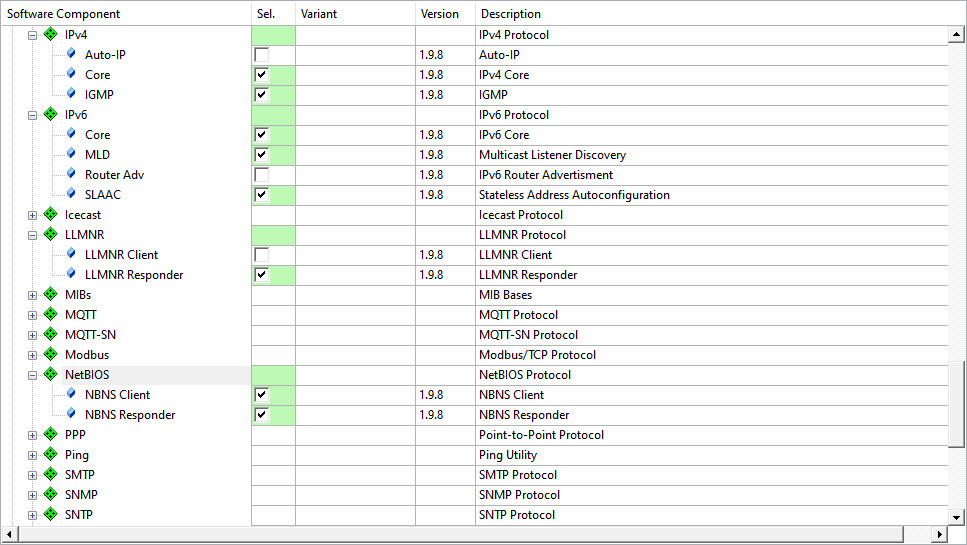 Software Component Sel. Variant Version Description
IPv4 IPv4 Protocol
Auto-IP 1.9.8 Auto-IP
Core 1.9.8 IPv4 Core
IGMP 1.9.8 IGMP
IPv6 IPv6 Protocol
Core 1.9.8 IPv6 Core
MLD 1.9.8 Multicast Listener Discovery
Router Adv 1.9.8 IPv6 Router Advertisment
SLAAC 1.9.8 Stateless Address Autoconfiguration
Icecast Icecast Protocol
LLMNR LLMNR Protocol
LLMNR Client 1.9.8 LLMNR Client
LLMNR Responder 1.9.8 LLMNR Responder
MIBs MIB Bases
MQTT MQTT Protocol
MQTT-SN MQTT-SN Protocol
Modbus Modbus/TCP Protocol
NetBIOS NetBIOS Protocol
NBNS Client 1.9.8 NBNS Client
NBNS Responder 1.9.8 NBNS Responder
PPP Point-to-Point Protocol
Ping Ping Utility
SMTP SMTP Protocol
SNMP SNMP Protocol
SNTP SNTP Protocol